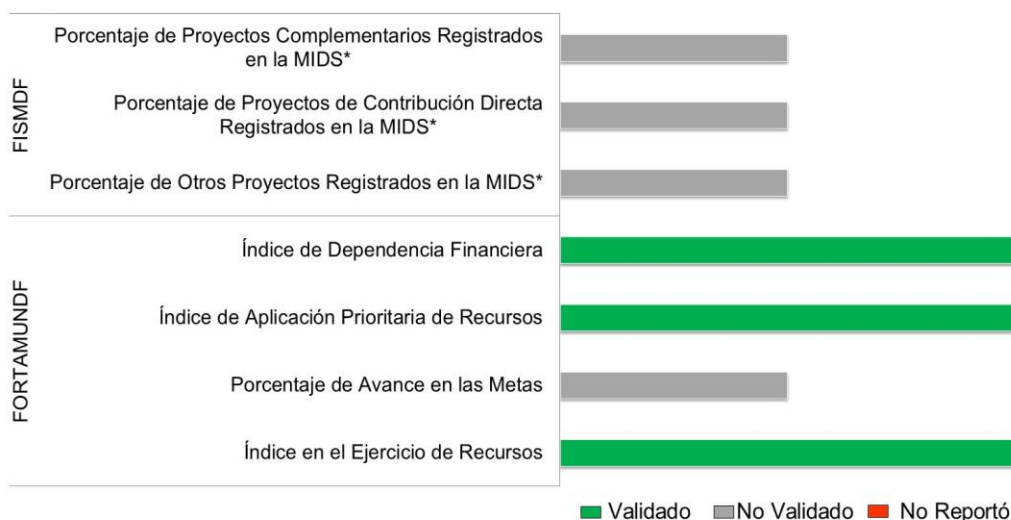 FISMDF
Porcentaje de Proyectos Complementarios Registrados
en la MIDS*
Porcentaje de Proyectos de Contribución Directa
Registrados en la MIDS*
Porcentaje de Otros Proyectos Registrados en la MIDS*
FORTAMUNDF
Índice de Dependencia Financiera
Índice de Aplicación Prioritaria de Recursos
Porcentaje de Avance en las Metas
Índice en el Ejercicio de Recursos
Validado No Validado No Reportó